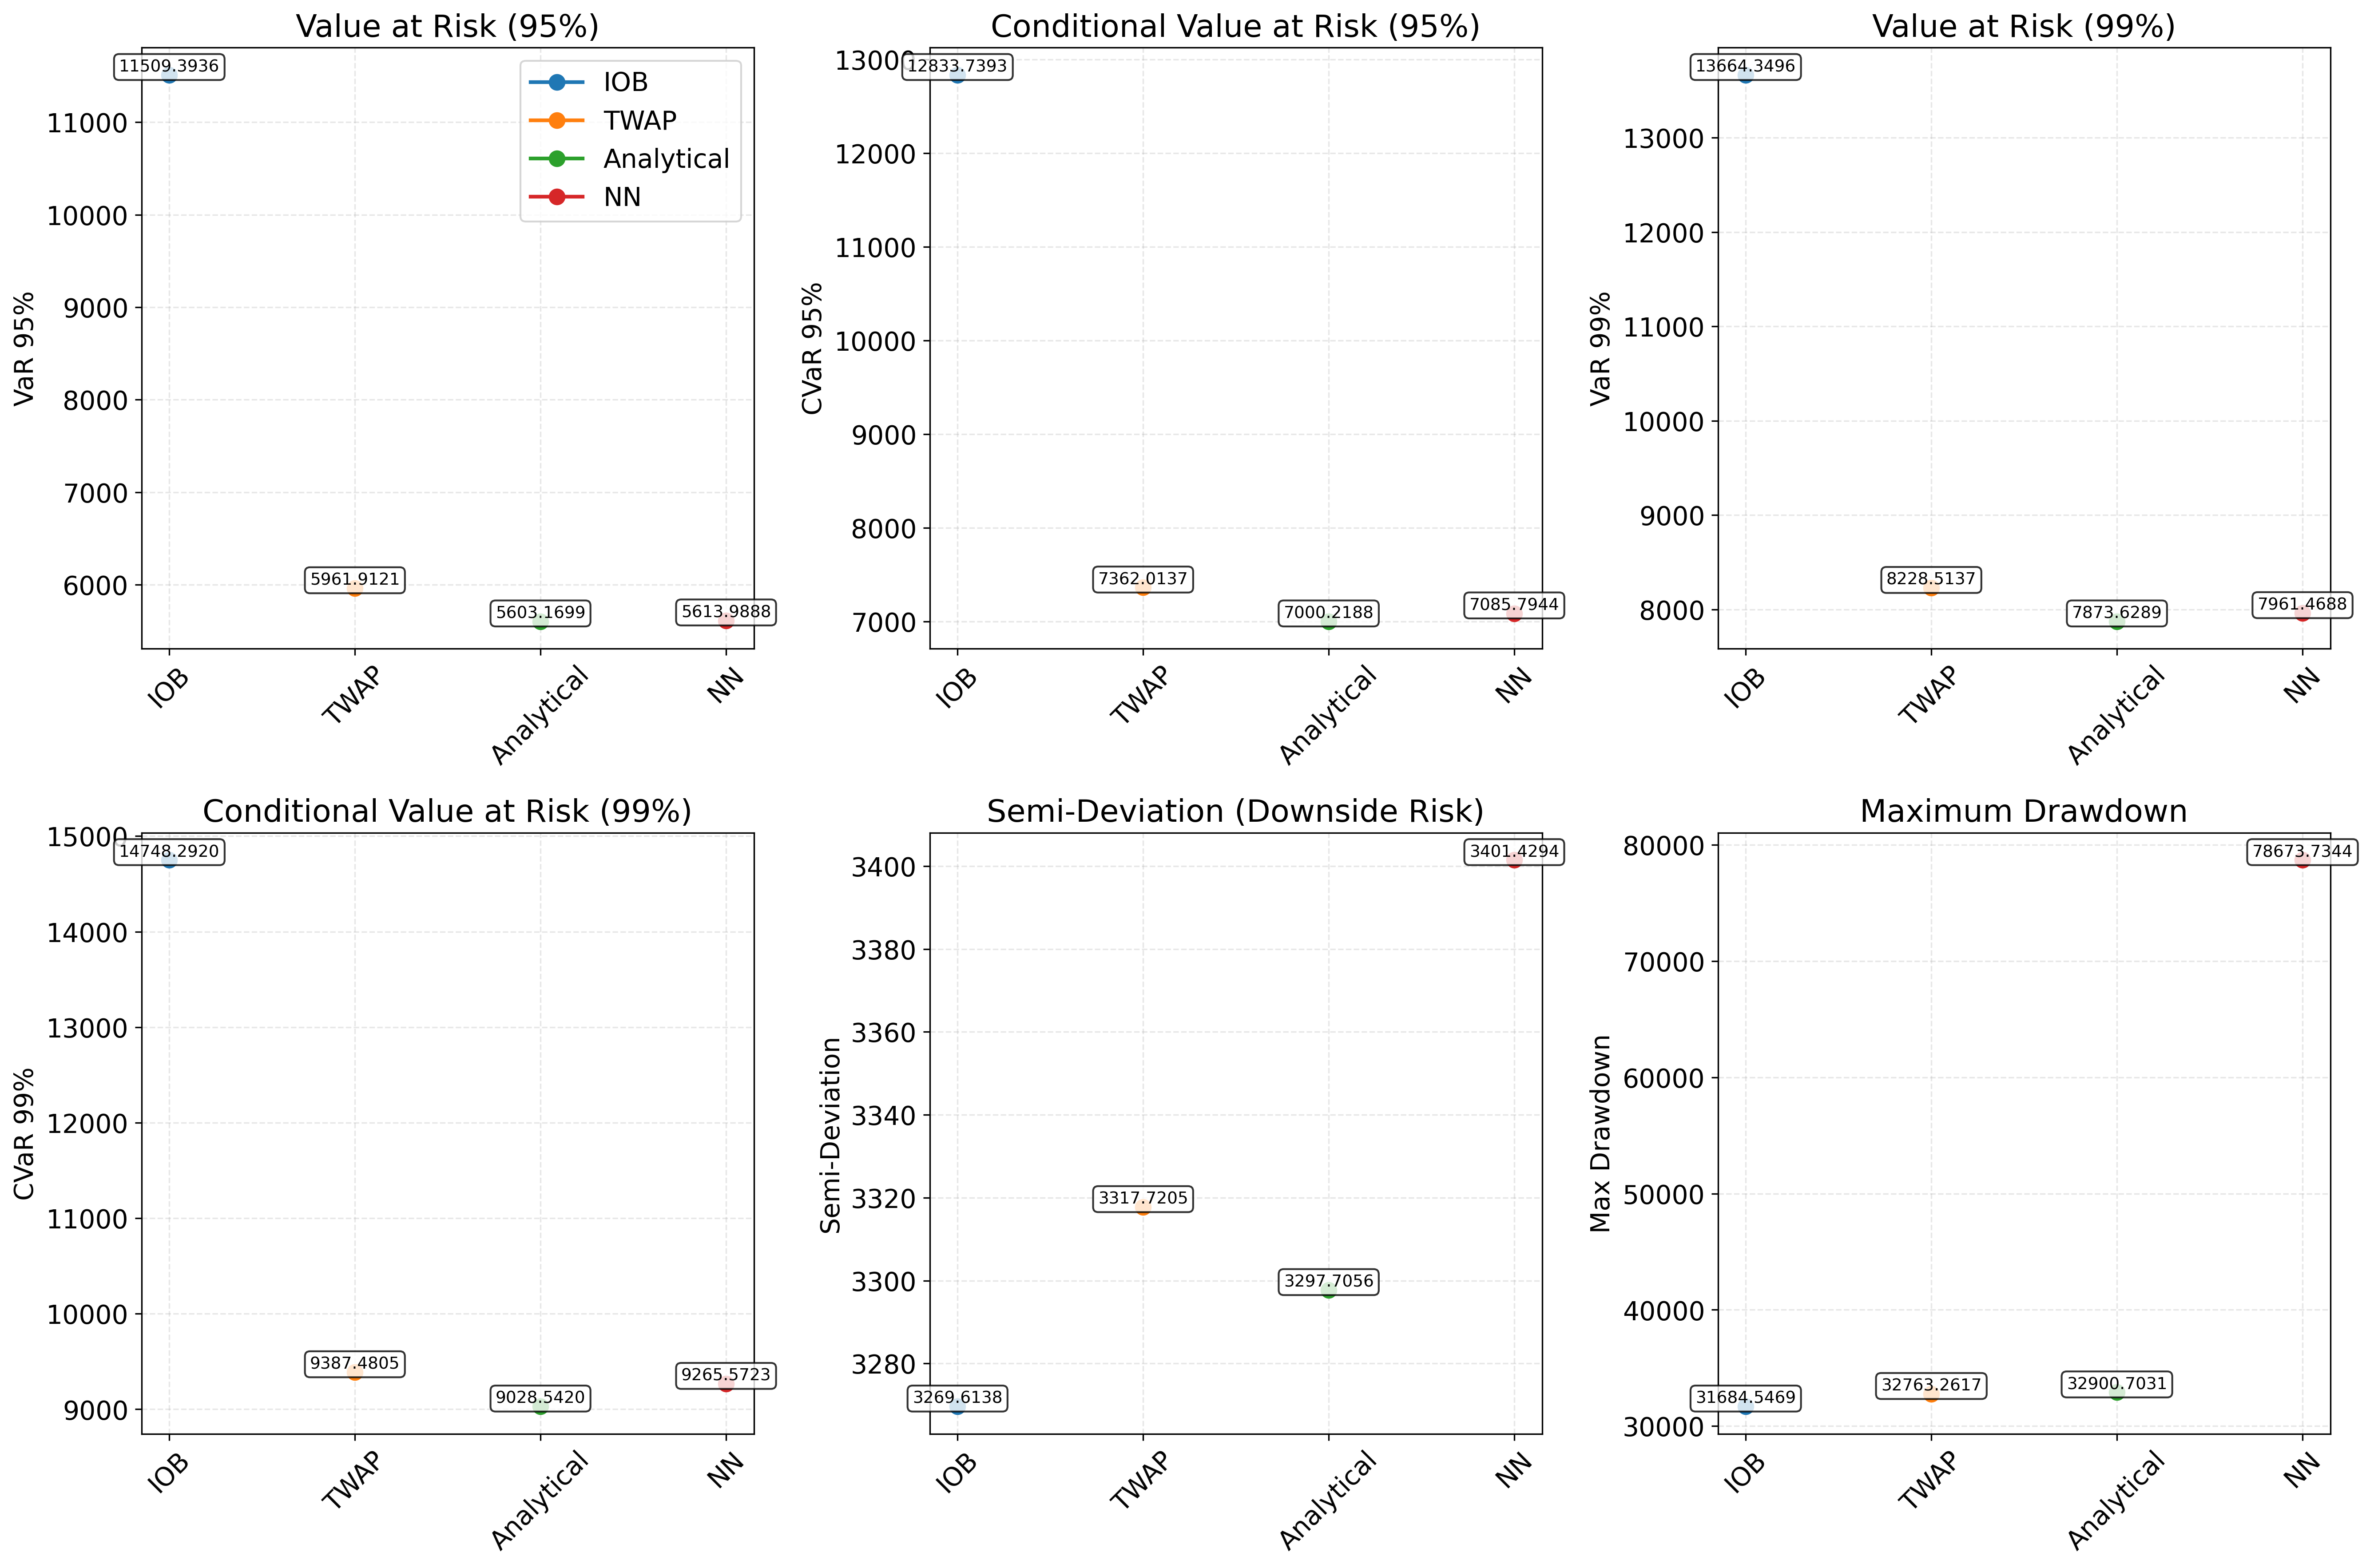 Value at Risk (95%)
VaR 95%
11000
10000
9000
8000
7000
6000
11509.3936
5961.9121
5603.1699
5613.9888
IOB
TWAP
Analytical
NN
IOB
TWAP
Analytical
NN
Conditional Value at Risk (95%)
CVaR 95%
13000
12000
11000
10000
9000
8000
7000
12833.7393
7362.0137
7000.2188
7085.7944
IOB
TWAP
Analytical
NN
Value at Risk (99%)
VaR 99%
13000
12000
11000
10000
9000
8000
13664.3496
8228.5137
7873.6289
7961.4688
IOB
TWAP
Analytical
NN
Conditional Value at Risk (99%)
CVaR 99%
15000
14000
13000
12000
11000
10000
9000
14748.2920
9387.4805
9028.5420
9265.5723
IOB
TWAP
Analytical
NN
Semi-Deviation (Downside Risk)
Semi-Deviation
3400
3380
3360
3340
3320
3300
3280
3269.6138
3317.7205
3297.7056
3401.4294
IOB
TWAP
Analytical
NN
Maximum Drawdown
Max Drawdown
80000
70000
60000
50000
40000
30000
31684.5469
32763.2617
32900.7031
78673.7344
IOB
TWAP
Analytical
NN